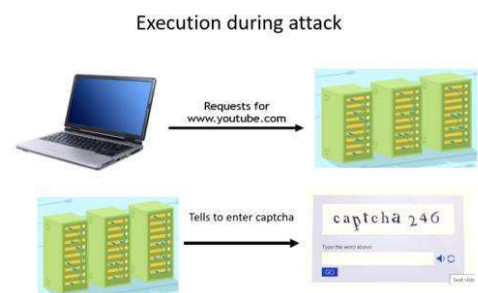 Execution during attack
Requests for
www.youtube.com
Tells to enter captcha
captcha 246
Type the word above:
GO